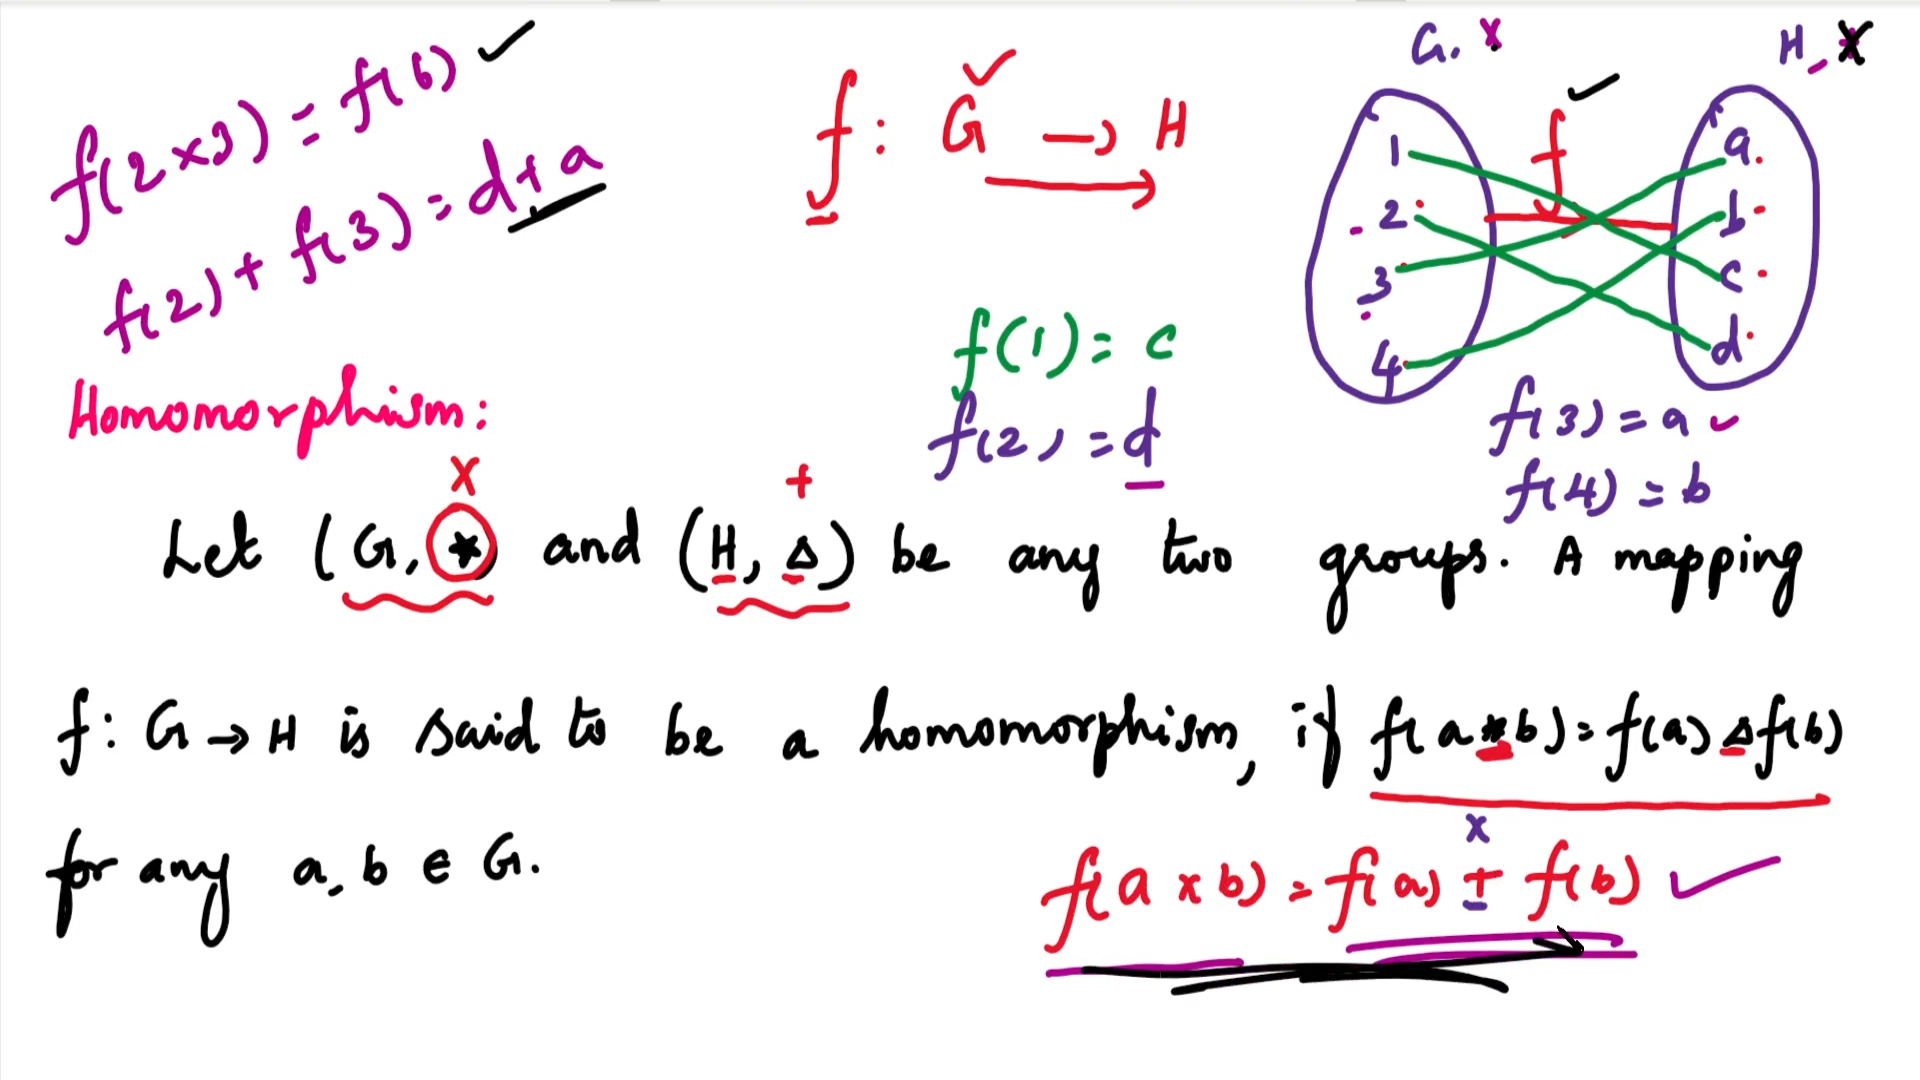 f(2×3) = f(6) ✓
f(2) + f(3) = d + a
f : G → H
G, ×
H,
f
1
2
3
4
a
b
c
d
f(1) = c
f(2) = d
f(3) = a
f(4) = b
Homomorphism:
×
+
Let (G, *) and (H, Δ) be any two groups. A mapping
f: G → H is said to be a homomorphism, if f(a*b) = f(a) Δ f(b)
for any a, b ∈ G.
×
f(a × b) = f(a) + f(b) ✓